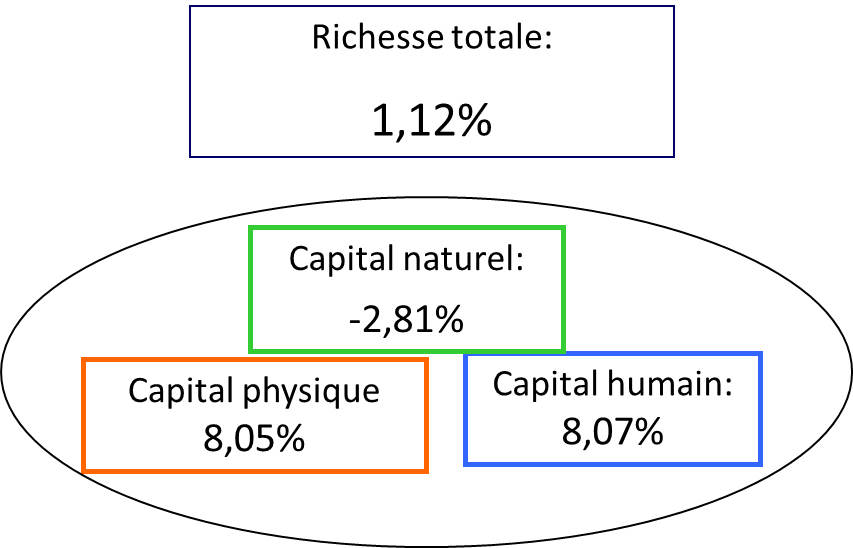 Richesse totale:
1,12%
Capital naturel:
-2,81%
Capital physique
8,05%
Capital humain:
8,07%